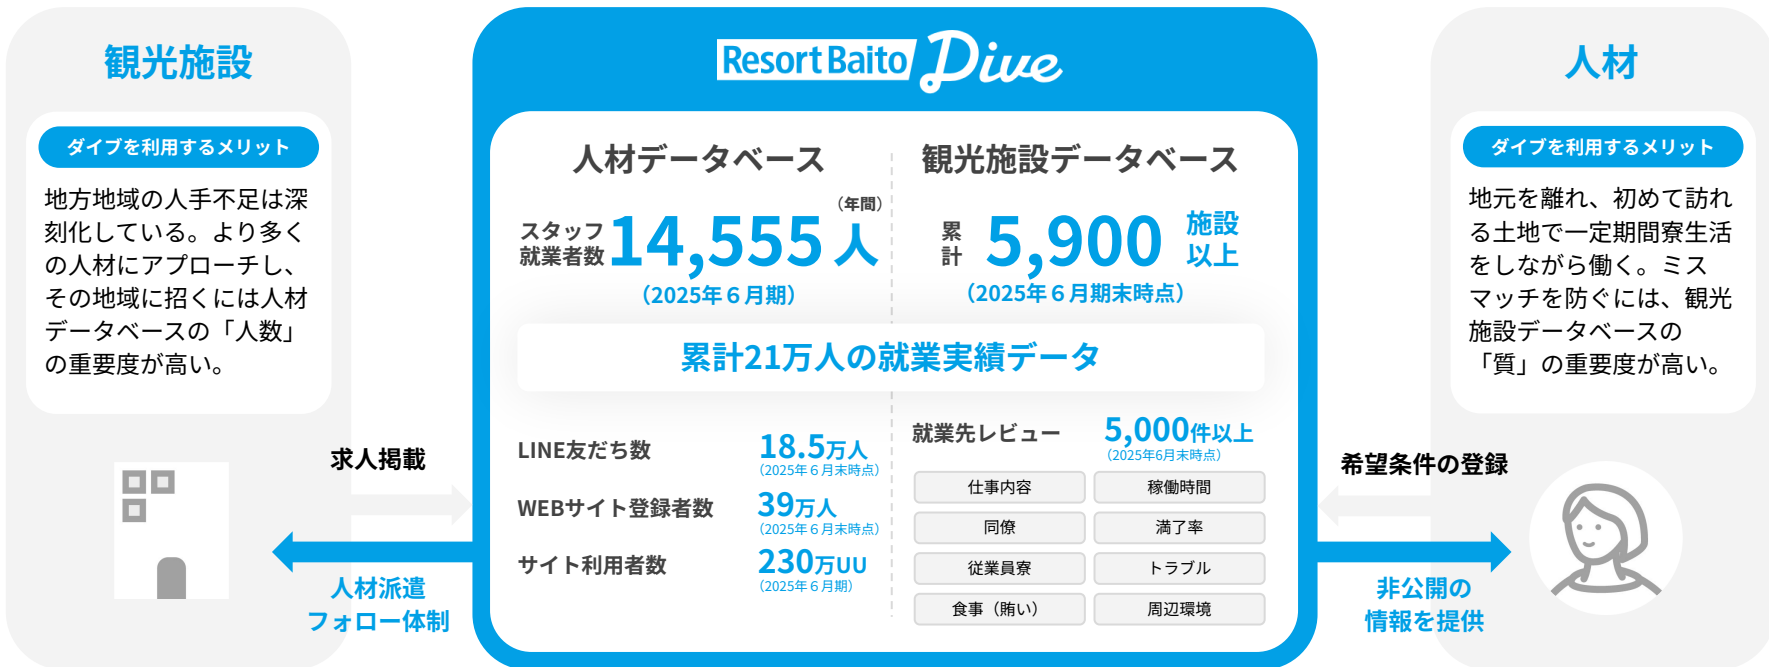 観光施設
ダイブを利用するメリット
地方地域の人手不足は深
刻化している。より多く
の人材にアプローチし、
その地域に招くには人材
データベースの「人数」
の重要度が高い。
求人掲載
人材派遣
フォロー体制
Resort Baito Dive
人材データベース
(年間)
スタッフ
就業者数
14,555人
(2025年6月期)
観光施設データベース
累計
5,900
施設
以上
(2025年6月期末時点)
累計21万人の就業実績データ
LINE友だち数
18.5万人
(2025年6月末時点)
WEBサイト登録者数
39万人
(2025年6月末時点)
サイト利用者数
230万UU
(2025年6月期)
就業先レビュー
5,000件以上
(2025年6月末時点)
仕事内容
稼働時間
同僚
満了率
従業員寮
トラブル
食事（賄い）
周辺環境
人材
ダイブを利用するメリット
地元を離れ、初めて訪れ
る土地で一定期間寮生活
をしながら働く。ミス
マッチを防ぐには、観光
施設データベースの
「質」の重要度が高い。
希望条件の登録
非公開の
情報を提供